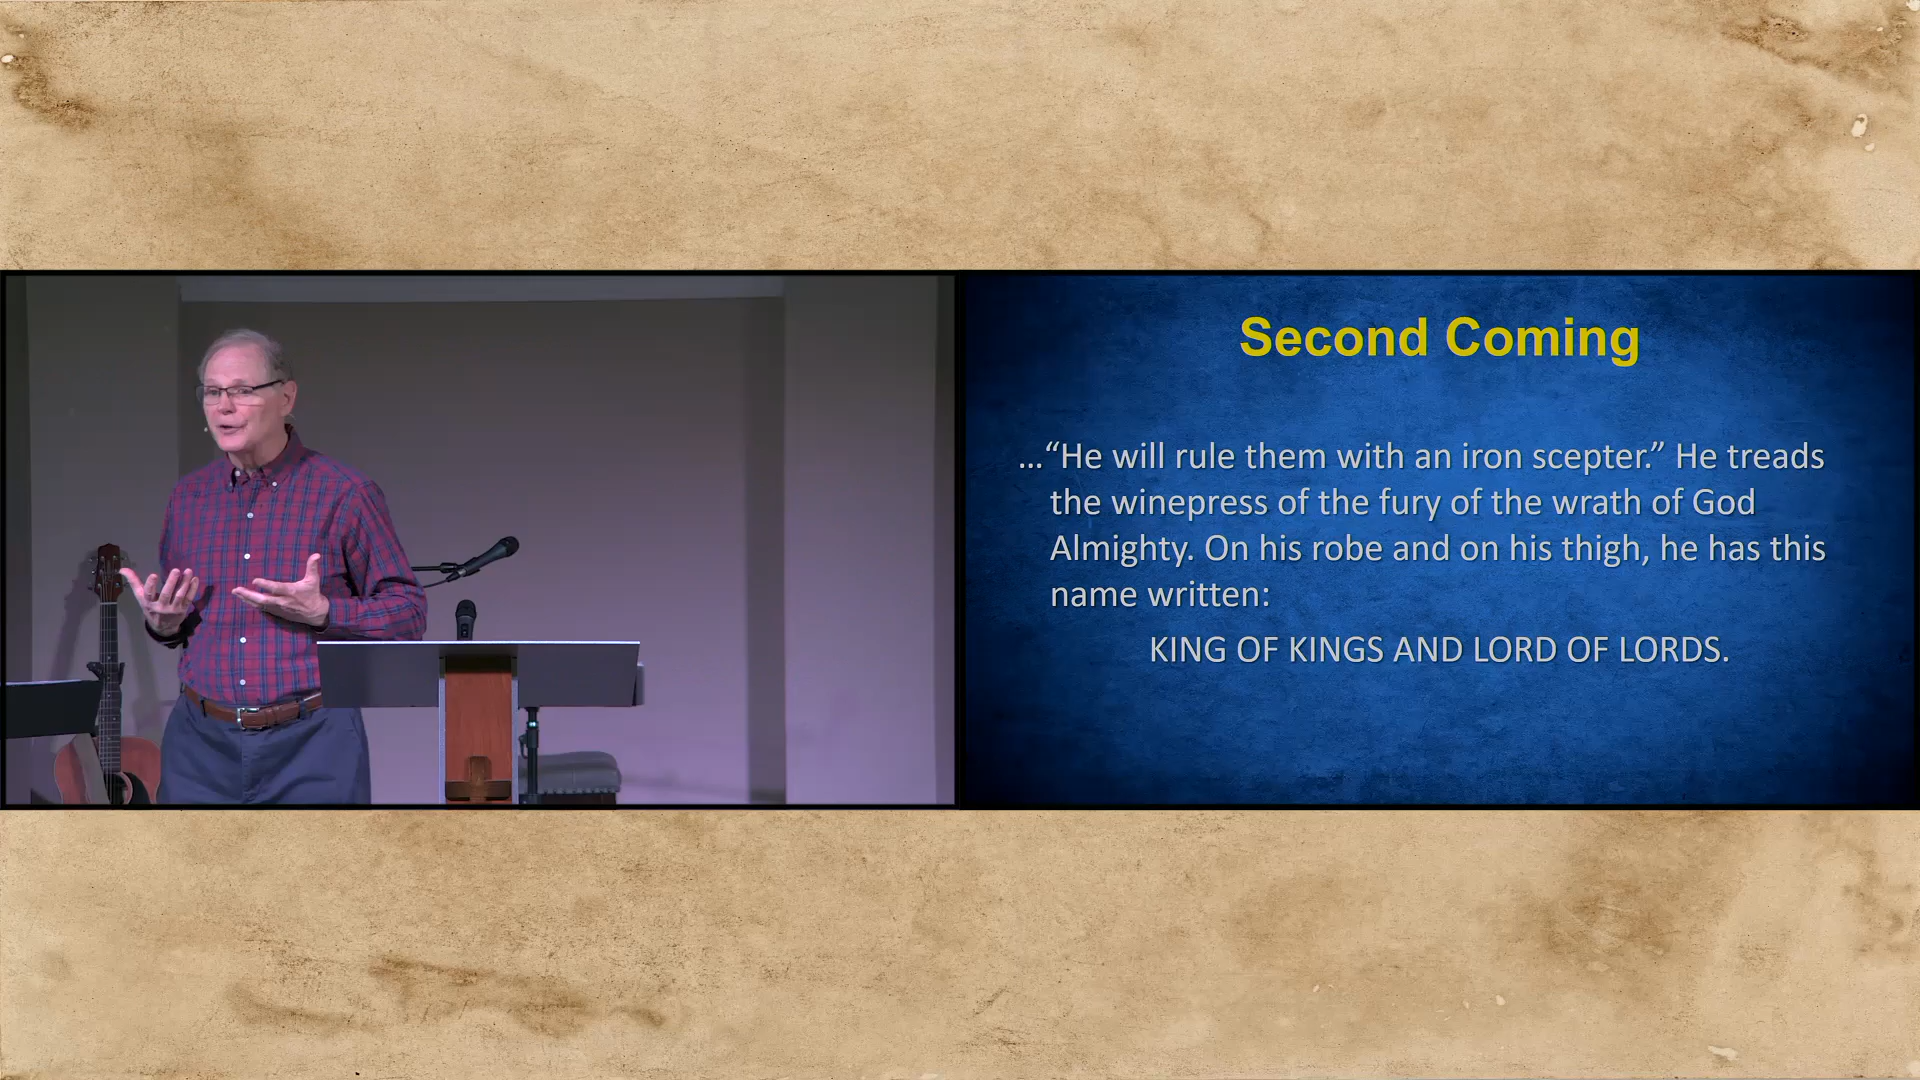 Second Coming
…“He will rule them with an iron scepter.” He treads
the winepress of the fury of the wrath of God
Almighty. On his robe and on his thigh, he has this
name written:
KING OF KINGS AND LORD OF LORDS.